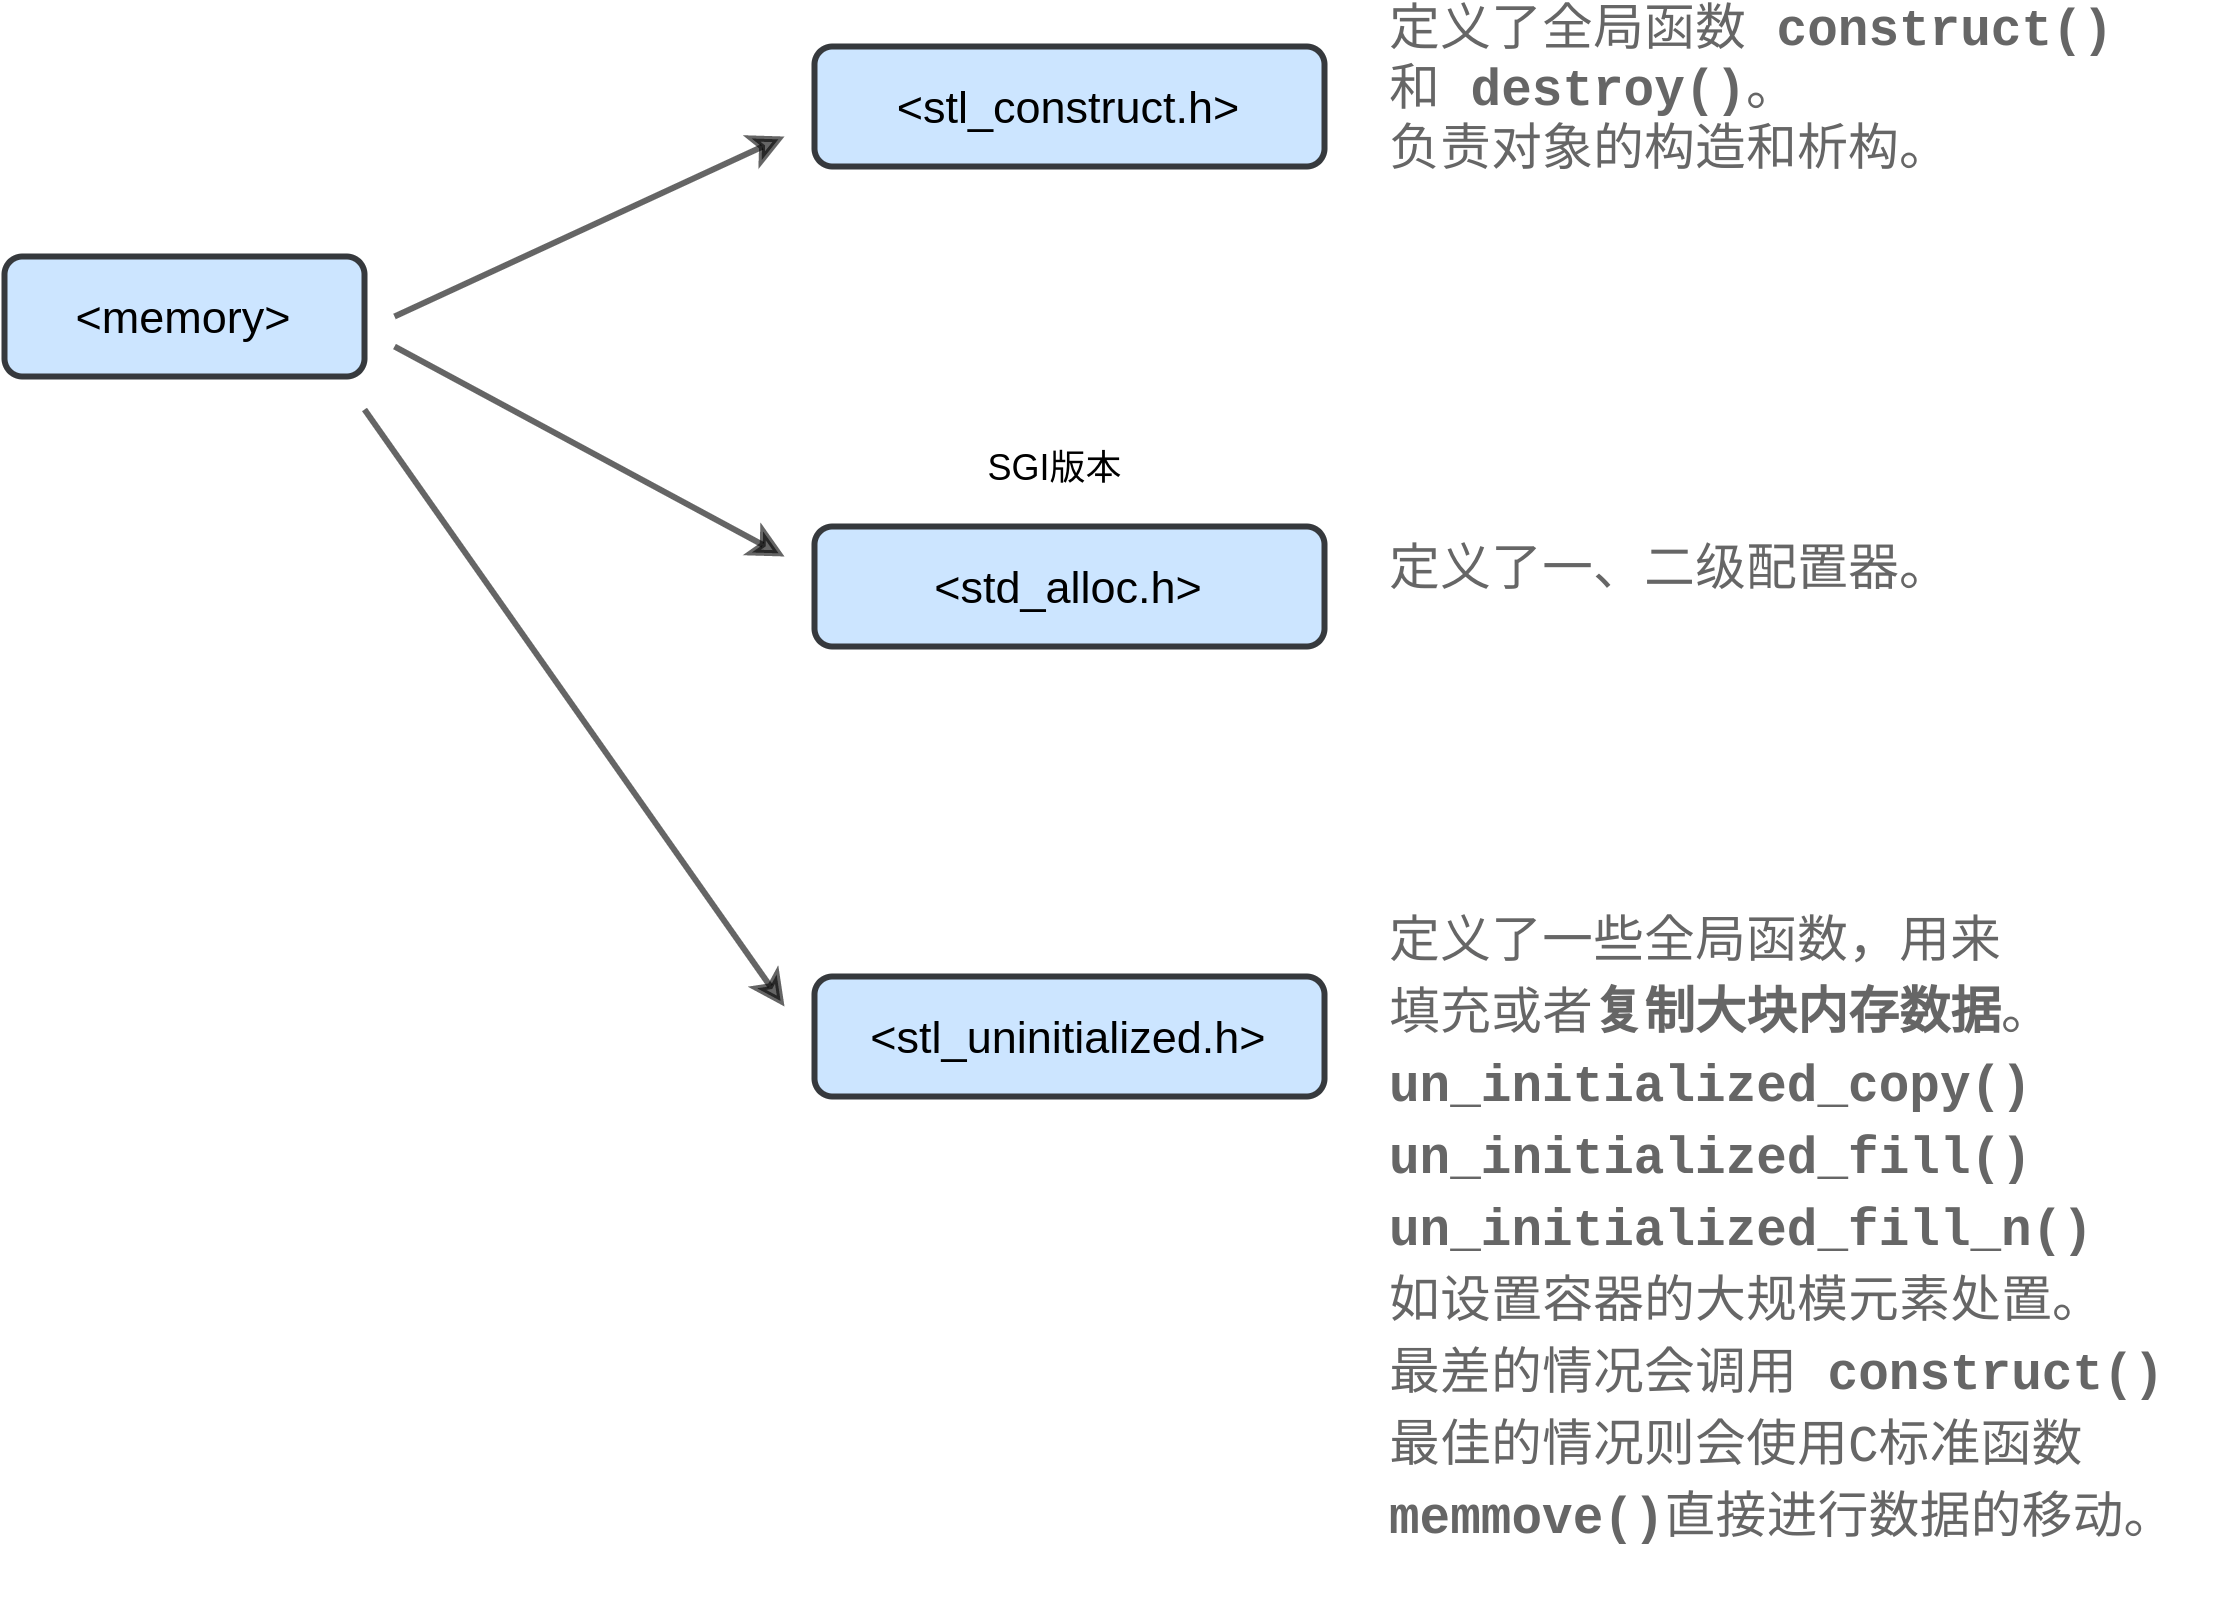 定义了全局函数 construct()
和 destroy()。
负责对象的构造和析构。
<stl_construct.h>
<memory>
SGI版本
<std_alloc.h>
定义了一、二级配置器。
定义了一些全局函数，用来
填充或者复制大块内存数据。
<stl_uninitialized.h>
un_initialized_copy()
un_initialized_fill()
un_initialized_fill_n()
如设置容器的大规模元素处置。
最差的情况会调用 construct()
最佳的情况则会使用C标准函数
memmove()直接进行数据的移动。